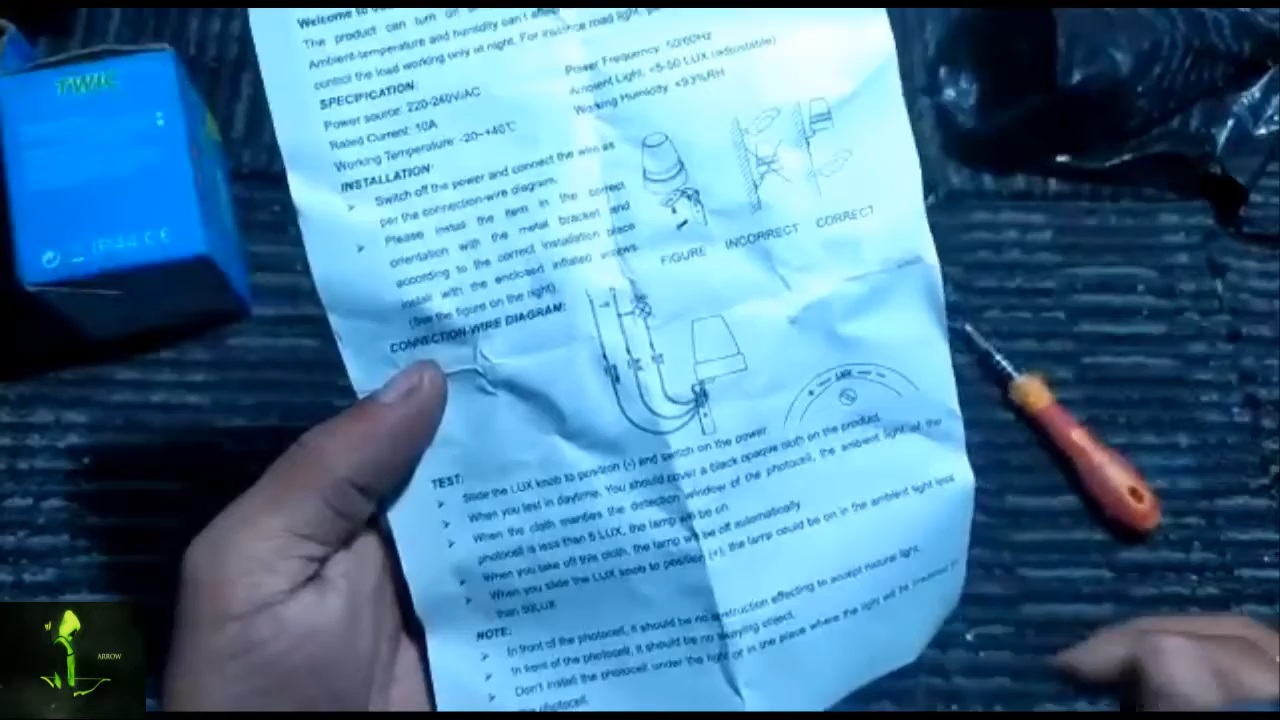 Welcome to use
The product can turn on
Ambient-temperature and humidity can't affect
control the load working only at night. For instance road light,
SPECIFICATION:
Power source: 220-240V/AC
Power Frequency: 50/60Hz
Rated Current: 10A
Ambient Light: <5-50 LUX (adjustable)
Working Temperature: -20~+40℃
Working Humidity: <93%RH
INSTALLATION:
➢ Switch off the power and connect the wire as
per the connection-wire diagram.
➢ Please install the item in the correct
orientation with the metal bracket and
according to the correct installation place
install with the enclosed inflated screws.
(See the figure on the right)
FIGURE INCORRECT CORRECT
CONNECTION-WIRE DIAGRAM:
+ LUX -
TEST:
➢ Slide the LUX knob to position (-) and switch on the power.
➢ When you test in daytime. You should cover a black opaque cloth on the product.
➢ When the cloth mantles the detection window of the photocell, the ambient light of the
photocell is less than 5 LUX, the lamp will be on.
➢ When you take off this cloth, the lamp will be off automatically.
➢ When you slide the LUX knob to position (+), the lamp could be on in the ambient light less
than 50LUX
NOTE:
➢ In front of the photocell, it should be no obstruction effecting to accept natural light.
➢ In front of the photocell, it should be no swaying object.
➢ Don't install the photocell under the light or in the place where the light will be
the photocell.
IP44 CE
ARROW